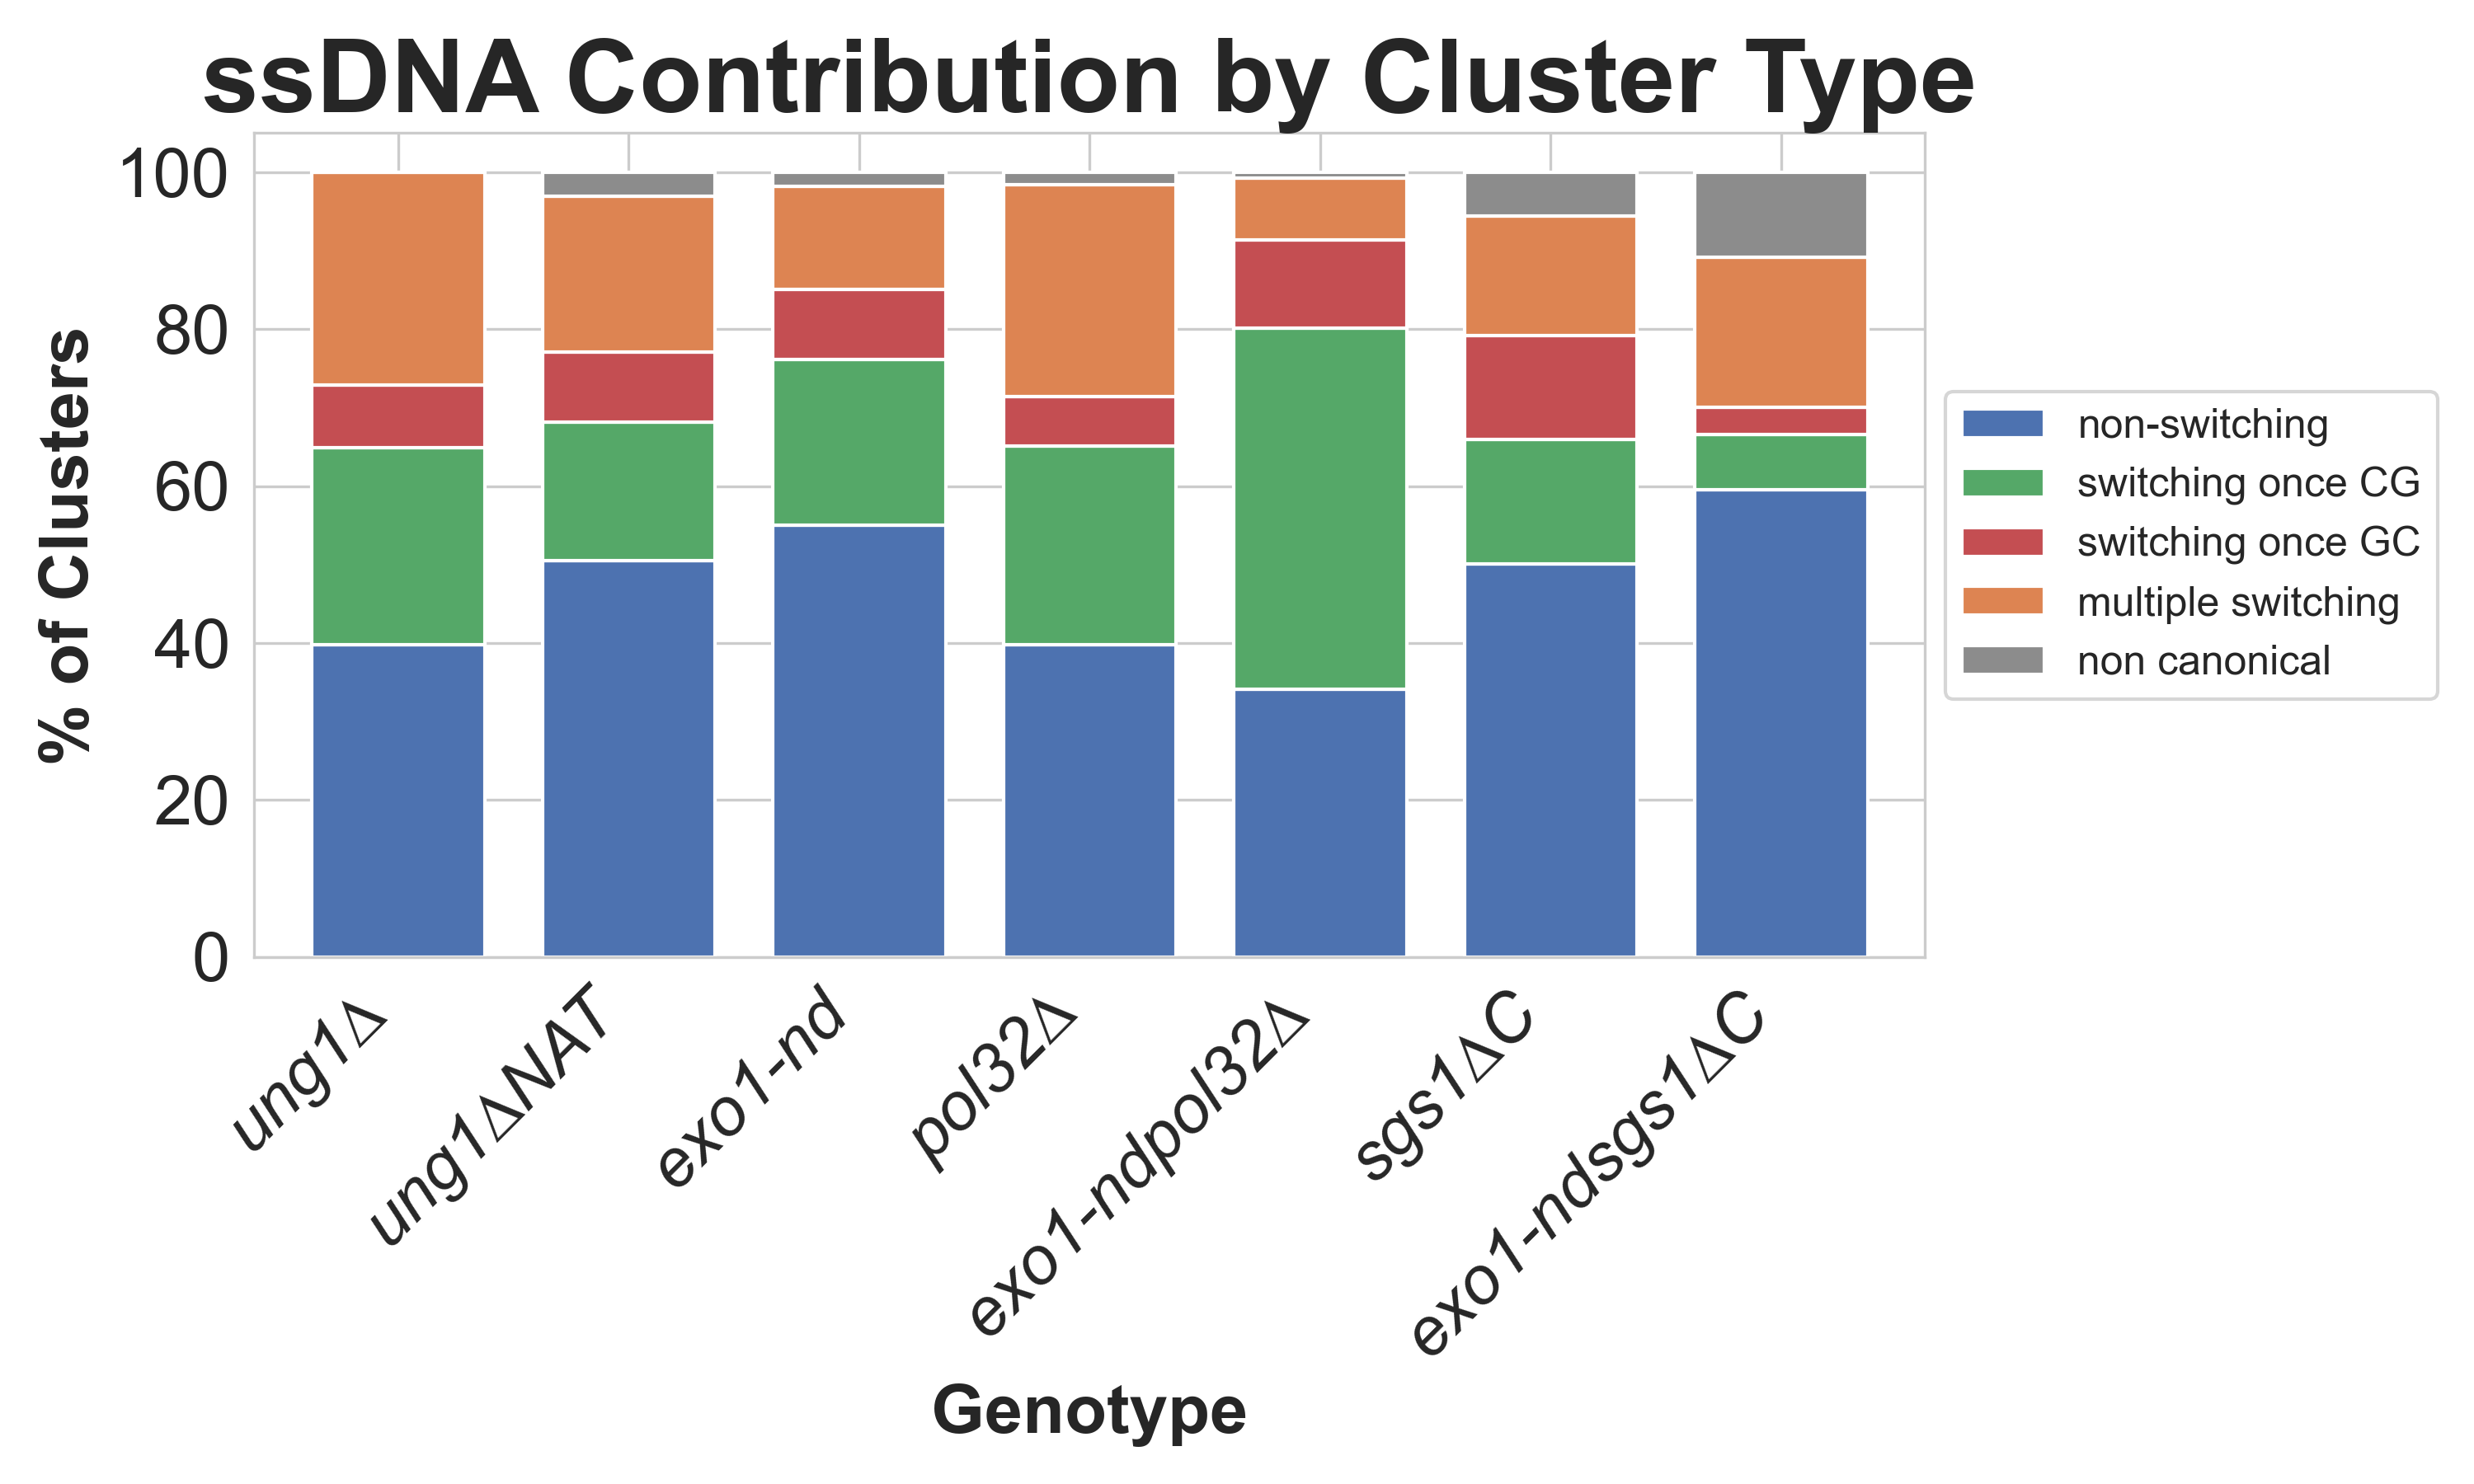 ssDNA Contribution by Cluster Type
% of Clusters
100
80
60
40
20
0
ung1Δ
ung1ΔNAT
exo1-nd
pol32Δ
exo1-ndpol32Δ
sgs1ΔC
exo1-ndsgs1ΔC
Genotype
non-switching
switching once CG
switching once GC
multiple switching
non canonical